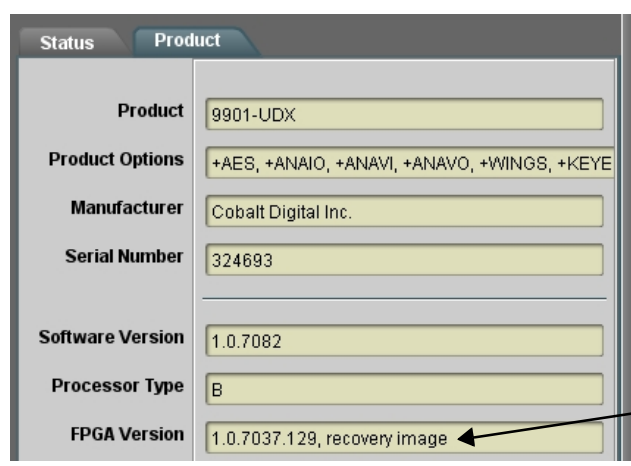 Status Product
Product 9901-UDX
Product Options +AES, +ANAIO, +ANAVI, +ANAVO, +WINGS, +KEYE
Manufacturer Cobalt Digital Inc.
Serial Number 324693
Software Version 1.0.7082
Processor Type B
FPGA Version 1.0.7037.129, recovery image